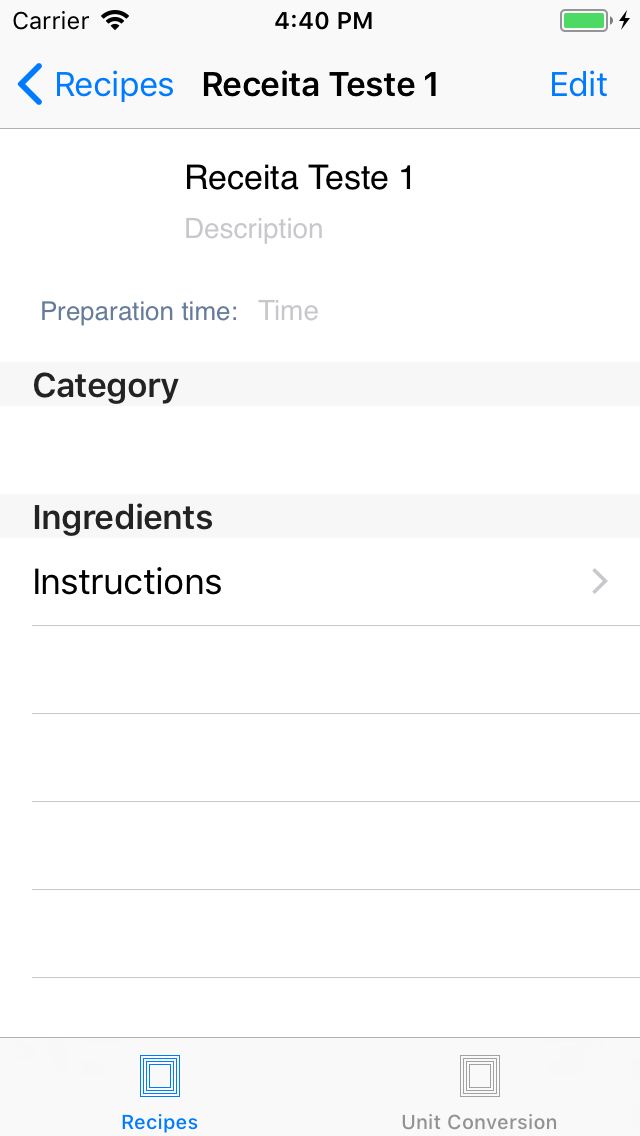 Carrier 4:40 PM
Recipes Receita Teste 1 Edit
Receita Teste 1
Description
Preparation time: Time
Category
Ingredients
Instructions
Recipes Unit Conversion